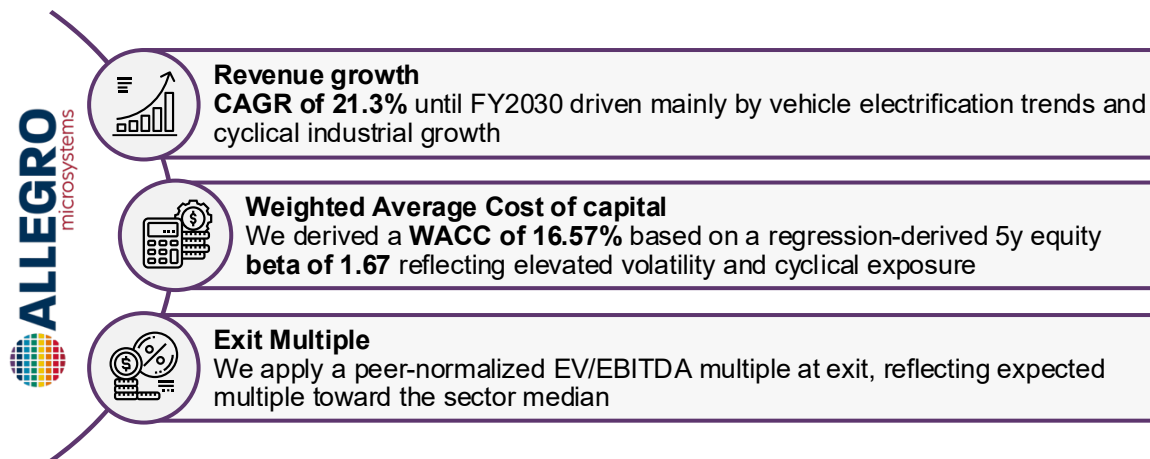 ALLEGRO
microsystems
Revenue growth
CAGR of 21.3% until FY2030 driven mainly by vehicle electrification trends and
cyclical industrial growth
Weighted Average Cost of capital
We derived a WACC of 16.57% based on a regression-derived 5y equity
beta of 1.67 reflecting elevated volatility and cyclical exposure
Exit Multiple
We apply a peer-normalized EV/EBITDA multiple at exit, reflecting expected
multiple toward the sector median